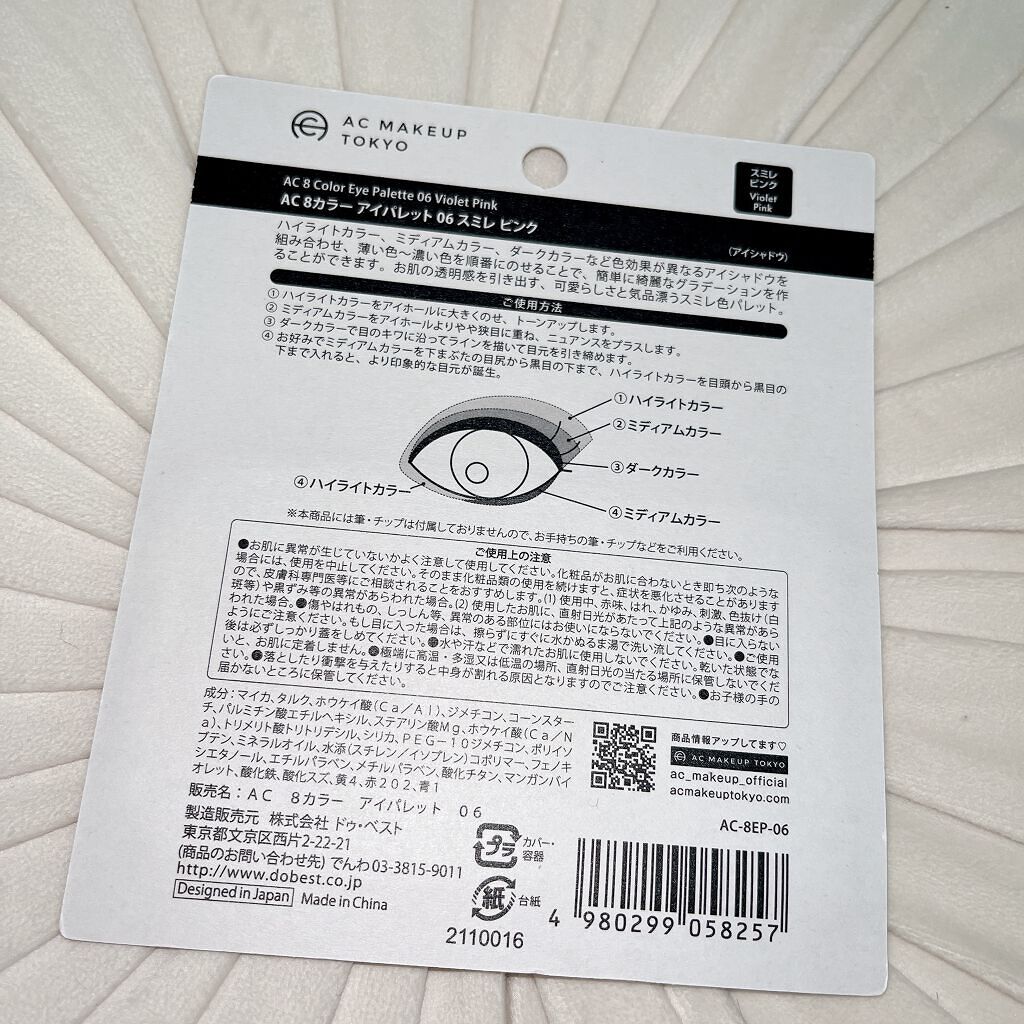 AC MAKEUP
TOKYO
AC 8 Color Eye Palette 06 Violet Pink
AC 8カラー アイパレット 06 スミレ ピンク
スミレ
ピンク
Violet
Pink
(アイシャドウ)
ハイライトカラー、ミディアムカラー、ダークカラーなど色効果が異なるアイシャドウを
組み合わせ、薄い色〜濃い色を順番にのせることで、簡単に綺麗なグラデーションを作
ることができます。お肌の透明感を引き出す、可愛らしさと気品漂うスミレ色パレット。
ご使用方法
① ハイライトカラーをアイホールに大きくのせ、トーンアップします。
② ミディアムカラーをアイホールよりやや狭目に重ね、ニュアンスをプラスします。
③ ダークカラーで目のキワに沿ってラインを描いて目元を引き締めます。
④ お好みでミディアムカラーを下まぶたの目尻から黒目の下まで、ハイライトカラーを目頭から黒目の
下まで入れると、より印象的な目元が誕生。
①ハイライトカラー
②ミディアムカラー
③ダークカラー
④ハイライトカラー
④ミディアムカラー
※本商品には筆・チップは付属しておりませんので、お手持ちの筆・チップなどをご利用ください。
ご使用上の注意
●お肌に異常が生じていないかよく注意して使用してください。化粧品がお肌に合わないとき即ち次のような
場合には、使用を中止してください。そのまま化粧品類の使用を続けますと、症状を悪化させることがあります
ので、皮膚科専門医等にご相談されることをおすすめします。(1) 使用中、赤味、はれ、かゆみ、刺激、色抜け(白
斑等)や黒ずみ等の異常があらわれた場合。(2) 使用したお肌に、直射日光があたって上記のような異常があら
われた場合。●傷やはれもの、しっしん等、異常のある部位にはお使いにならないでください。●目に入らない
ようにご注意ください。もし目に入った場合は、擦らずにすぐに水かぬるま湯で洗い流してください。●ご使用
後は必ずしっかり蓋をしめてください。●水や汗などで濡れたお肌に使用しないでください。乾いた状態でな
いと、お肌に定着しません。●極端に高温・多湿又は低温の場所、直射日光の当たる場所に保管しないでくだ
さい。●落としたり衝撃を与えたりすると中身が割れる原因となりますのでご注意ください。●お子様の手の
届かないところに保管してください。
成分:マイカ、タルク、ホウケイ酸(Ca/Al)、ジメチコン、コーンスター
チ、パルミチン酸エチルヘキシル、ステアリン酸Mg、ホウケイ酸(Ca/N
a)、トリメリト酸トリトリデシル、シリカ、PEG-10ジメチコン、ポリイソ
ブテン、ミネラルオイル、水添(スチレン/イソプレン)コポリマー、フェノキ
シエタノール、エチルパラベン、メチルパラベン、酸化チタン、マンガンバイ
オレット、酸化鉄、酸化スズ、黄4、赤202、青1
商品情報アップしてます♡
AC MAKEUP TOKYO
ac_makeup_official
acmakeuptokyo.com
販売名:AC 8カラー アイパレット 06
製造販売元 株式会社 ドゥ・ベスト
東京都文京区西片2-22-21
(商品のお問い合わせ先) でんわ 03-3815-9011
http://www.dobest.co.jp
Designed in Japan Made in China
プラ
カバー・
容器
紙
台紙
2110016
AC-8EP-06
4 980299 058257